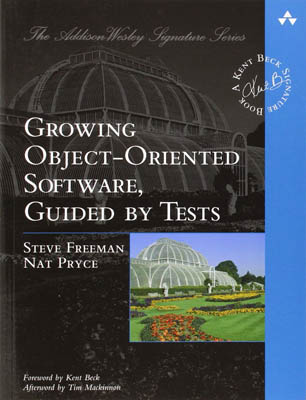 The Addison Wesley Signature Series
A KENT BECK SIGNATURE BOOK
Kent B
GROWING
OBJECT-ORIENTED
SOFTWARE,
GUIDED BY TESTS
STEVE FREEMAN
NAT PRYCE
Foreword by Kent Beck
Afterword by Tim Mackinnon